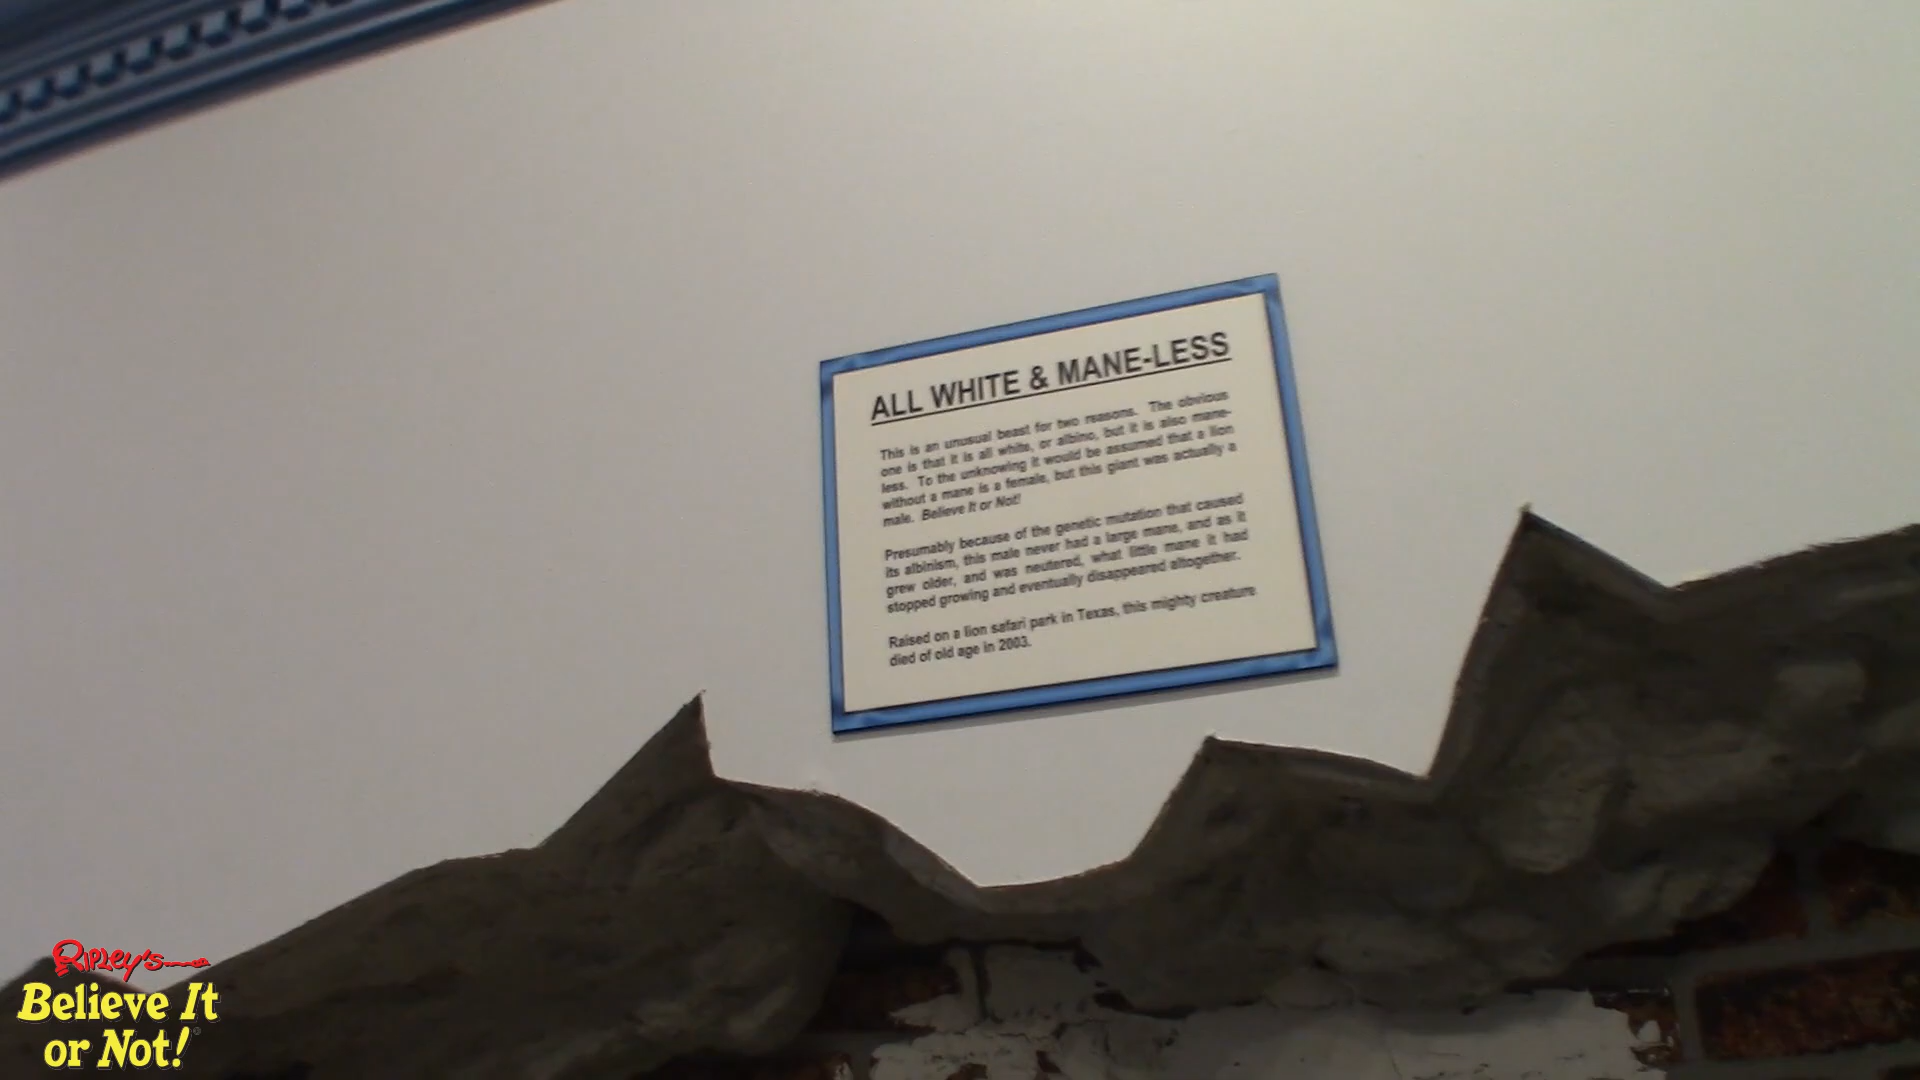 ALL WHITE & MANE-LESS
This is an unusual beast for two reasons. The obvious
one is that it is all white, or albino, but it is also mane-
less. To the unknowing it would be assumed that a lion
without a mane is a female, but this giant was actually a
male. Believe It or Not!
Presumably because of the genetic mutation that caused
its albinism, this male never had a large mane, and as it
grew older, and was neutered, what little mane it had
stopped growing and eventually disappeared altogether.
Raised on a lion safari park in Texas, this mighty creature
died of old age in 2003.
Ripley's
Believe It
or Not!